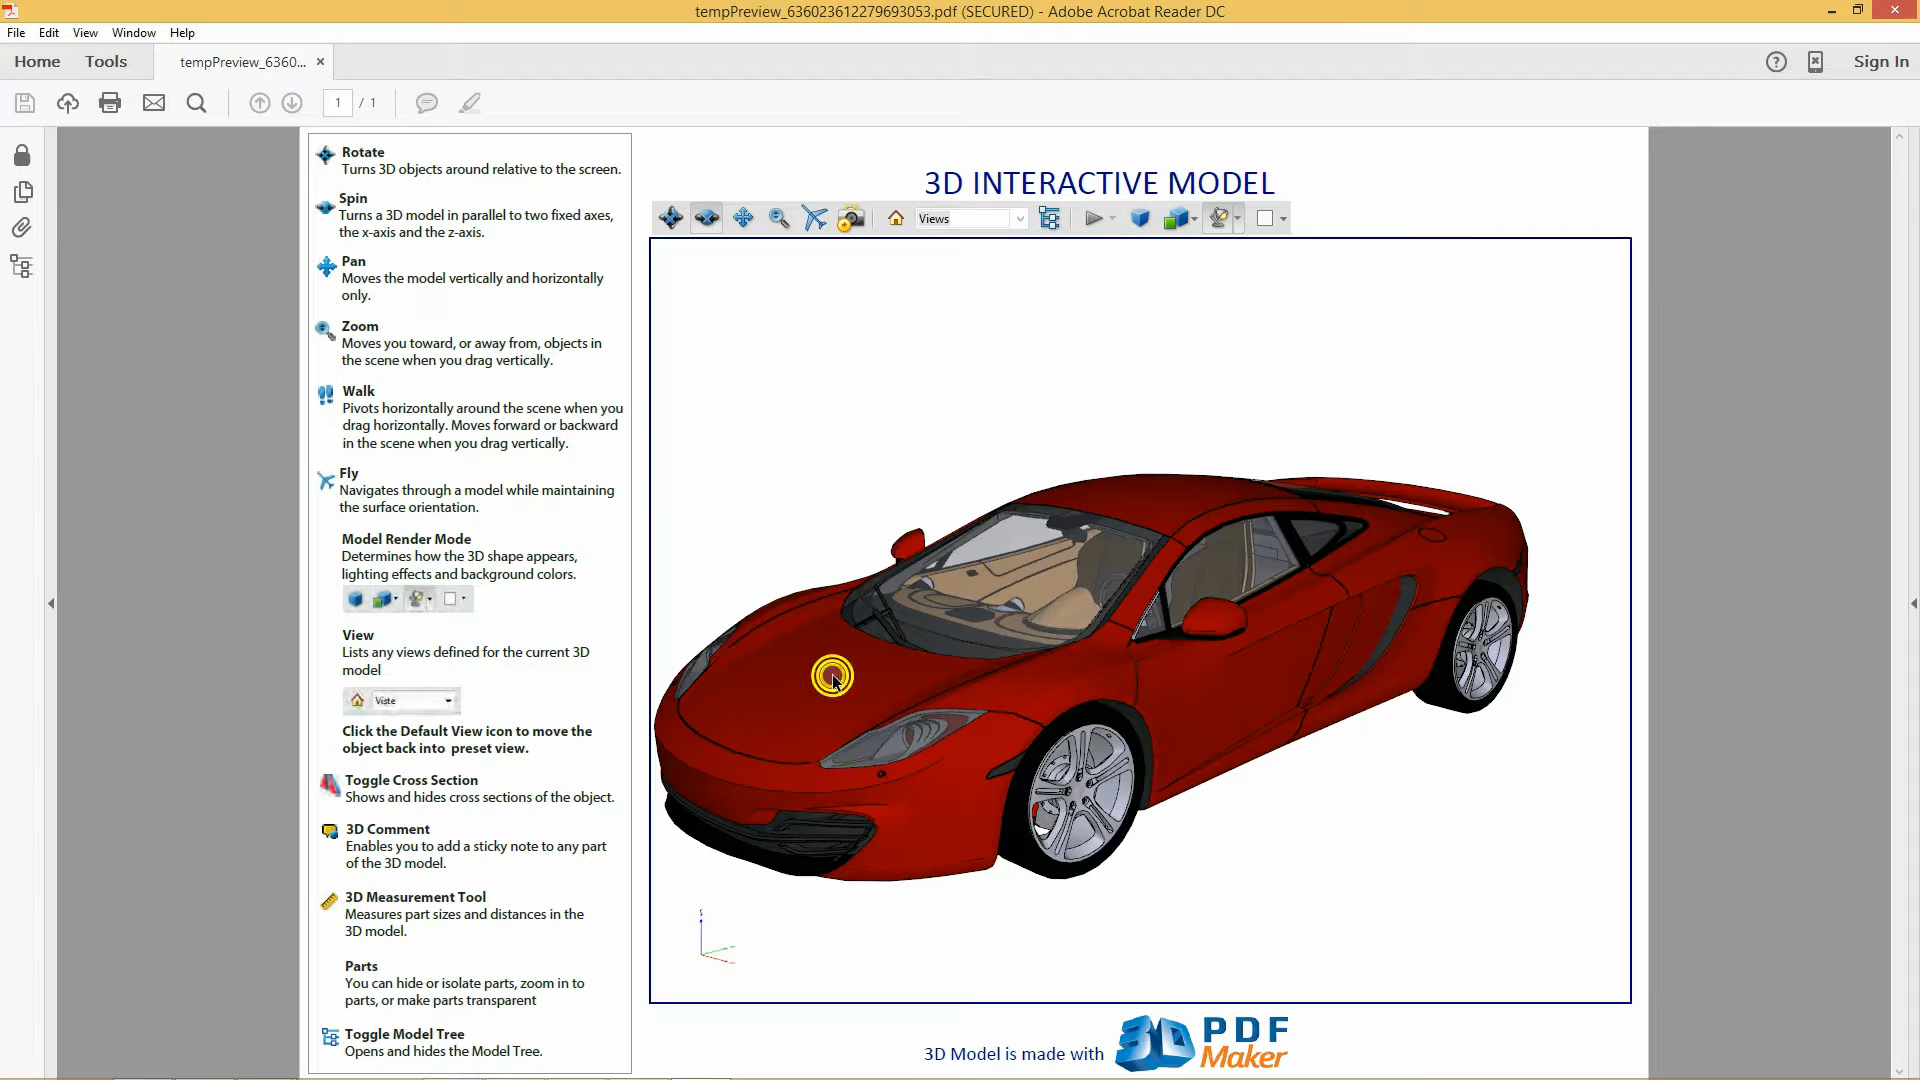 tempPreview_636023612279693053.pdf (SECURED) - Adobe Acrobat Reader DC
File Edit View Window Help
Home Tools tempPreview_6360... × Sign In
1 / 1
Rotate
Turns 3D objects around relative to the screen.
Spin
Turns a 3D model in parallel to two fixed axes,
the x-axis and the z-axis.
Pan
Moves the model vertically and horizontally
only.
Zoom
Moves you toward, or away from, objects in
the scene when you drag vertically.
Walk
Pivots horizontally around the scene when you
drag horizontally. Moves forward or backward
in the scene when you drag vertically.
Fly
Navigates through a model while maintaining
the surface orientation.
Model Render Mode
Determines how the 3D shape appears,
lighting effects and background colors.
View
Lists any views defined for the current 3D
model
Viste
Click the Default View icon to move the
object back into preset view.
Toggle Cross Section
Shows and hides cross sections of the object.
3D Comment
Enables you to add a sticky note to any part
of the 3D model.
3D Measurement Tool
Measures part sizes and distances in the
3D model.
Parts
You can hide or isolate parts, zoom in to
parts, or make parts transparent
Toggle Model Tree
Opens and hides the Model Tree.
3D INTERACTIVE MODEL
Views
3D Model is made with
3D PDF
Maker